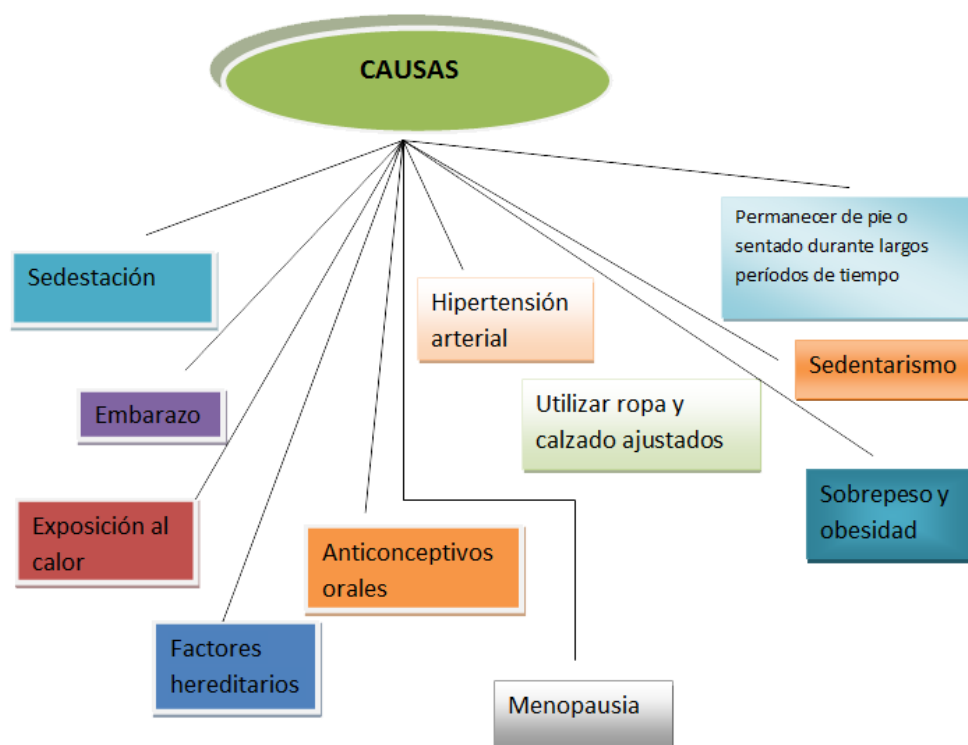 CAUSAS
Permanecer de pie o
sentado durante largos
períodos de tiempo
Sedestación
Hipertensión
arterial
Sedentarismo
Embarazo
Utilizar ropa y
calzado ajustados
Sobrepeso y
obesidad
Exposición al
calor
Anticonceptivos
orales
Factores
hereditarios
Menopausia